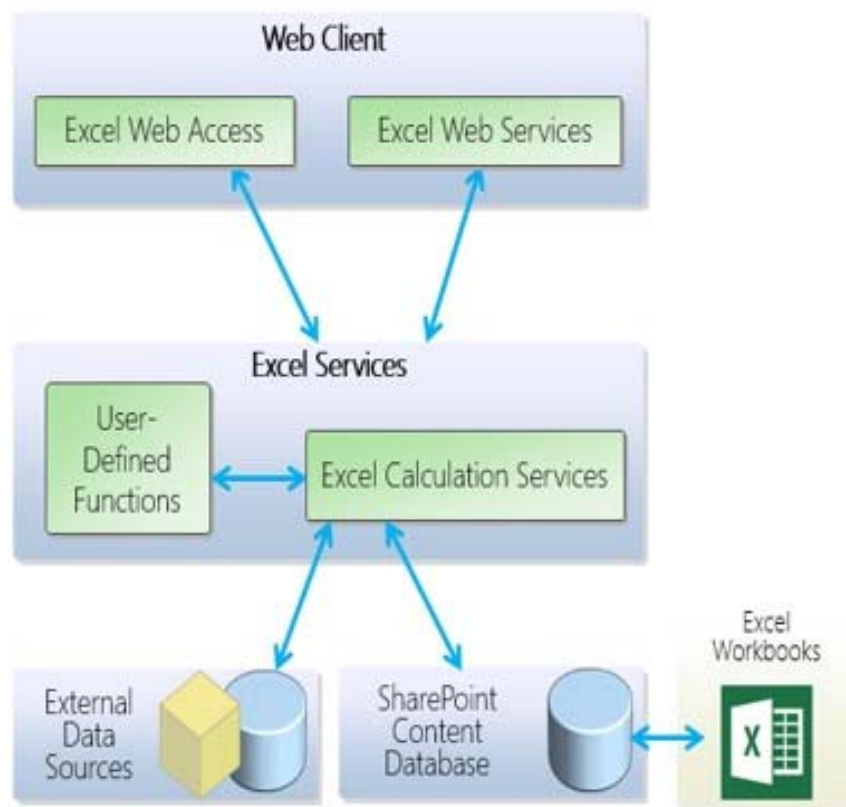 Web Client
Excel Web Access
Excel Web Services
Excel Services
User-
Defined
Functions
Excel Calculation Services
External
Data
Sources
SharePoint
Content
Database
Excel
Workbooks
X